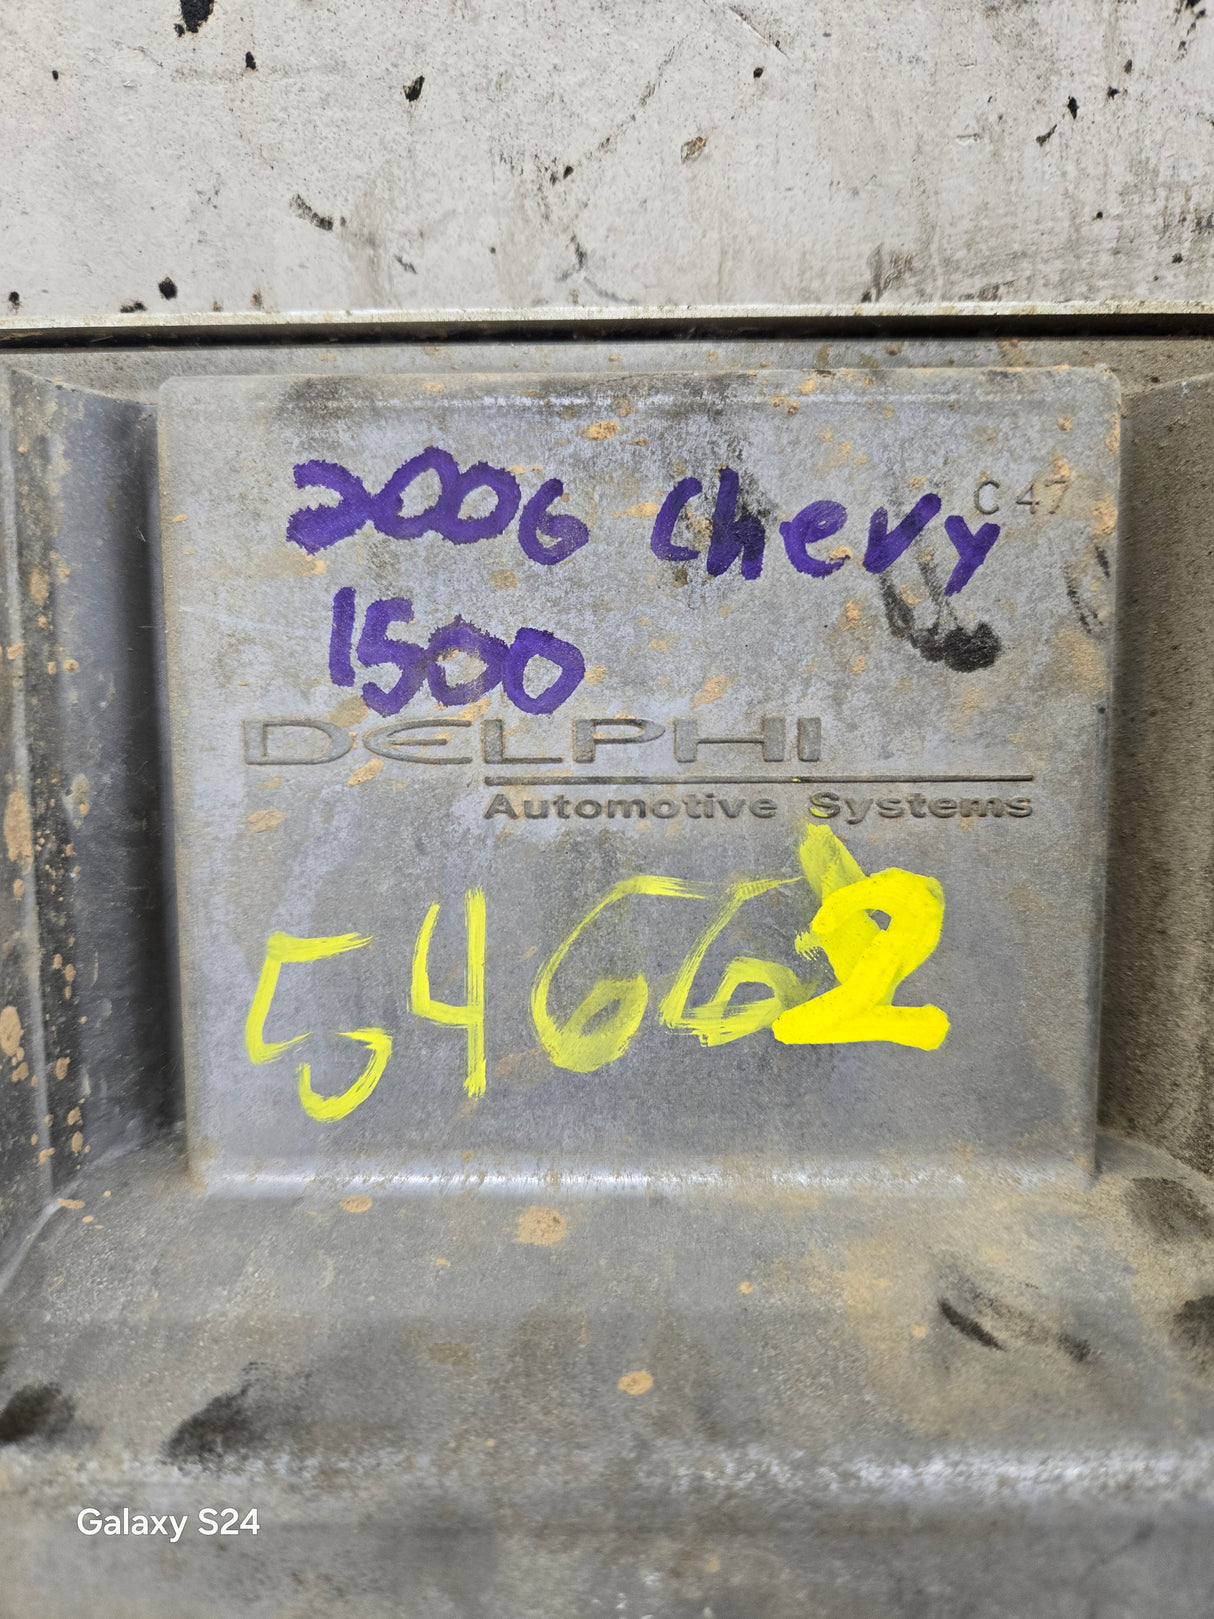 2006 Chevy
C47
1500
DELPHI
Automotive Systems
54662
Galaxy S24